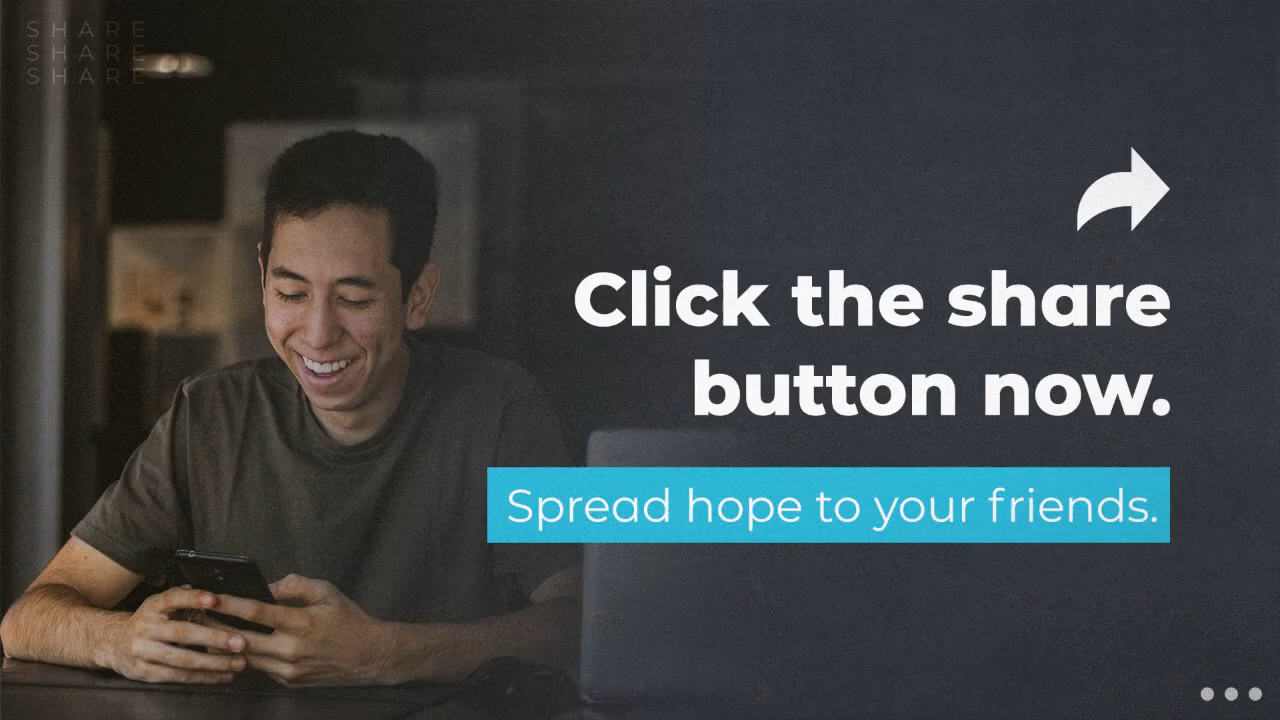 SHARE
SHARE
SHARE
Click the share
button now.
Spread hope to your friends.